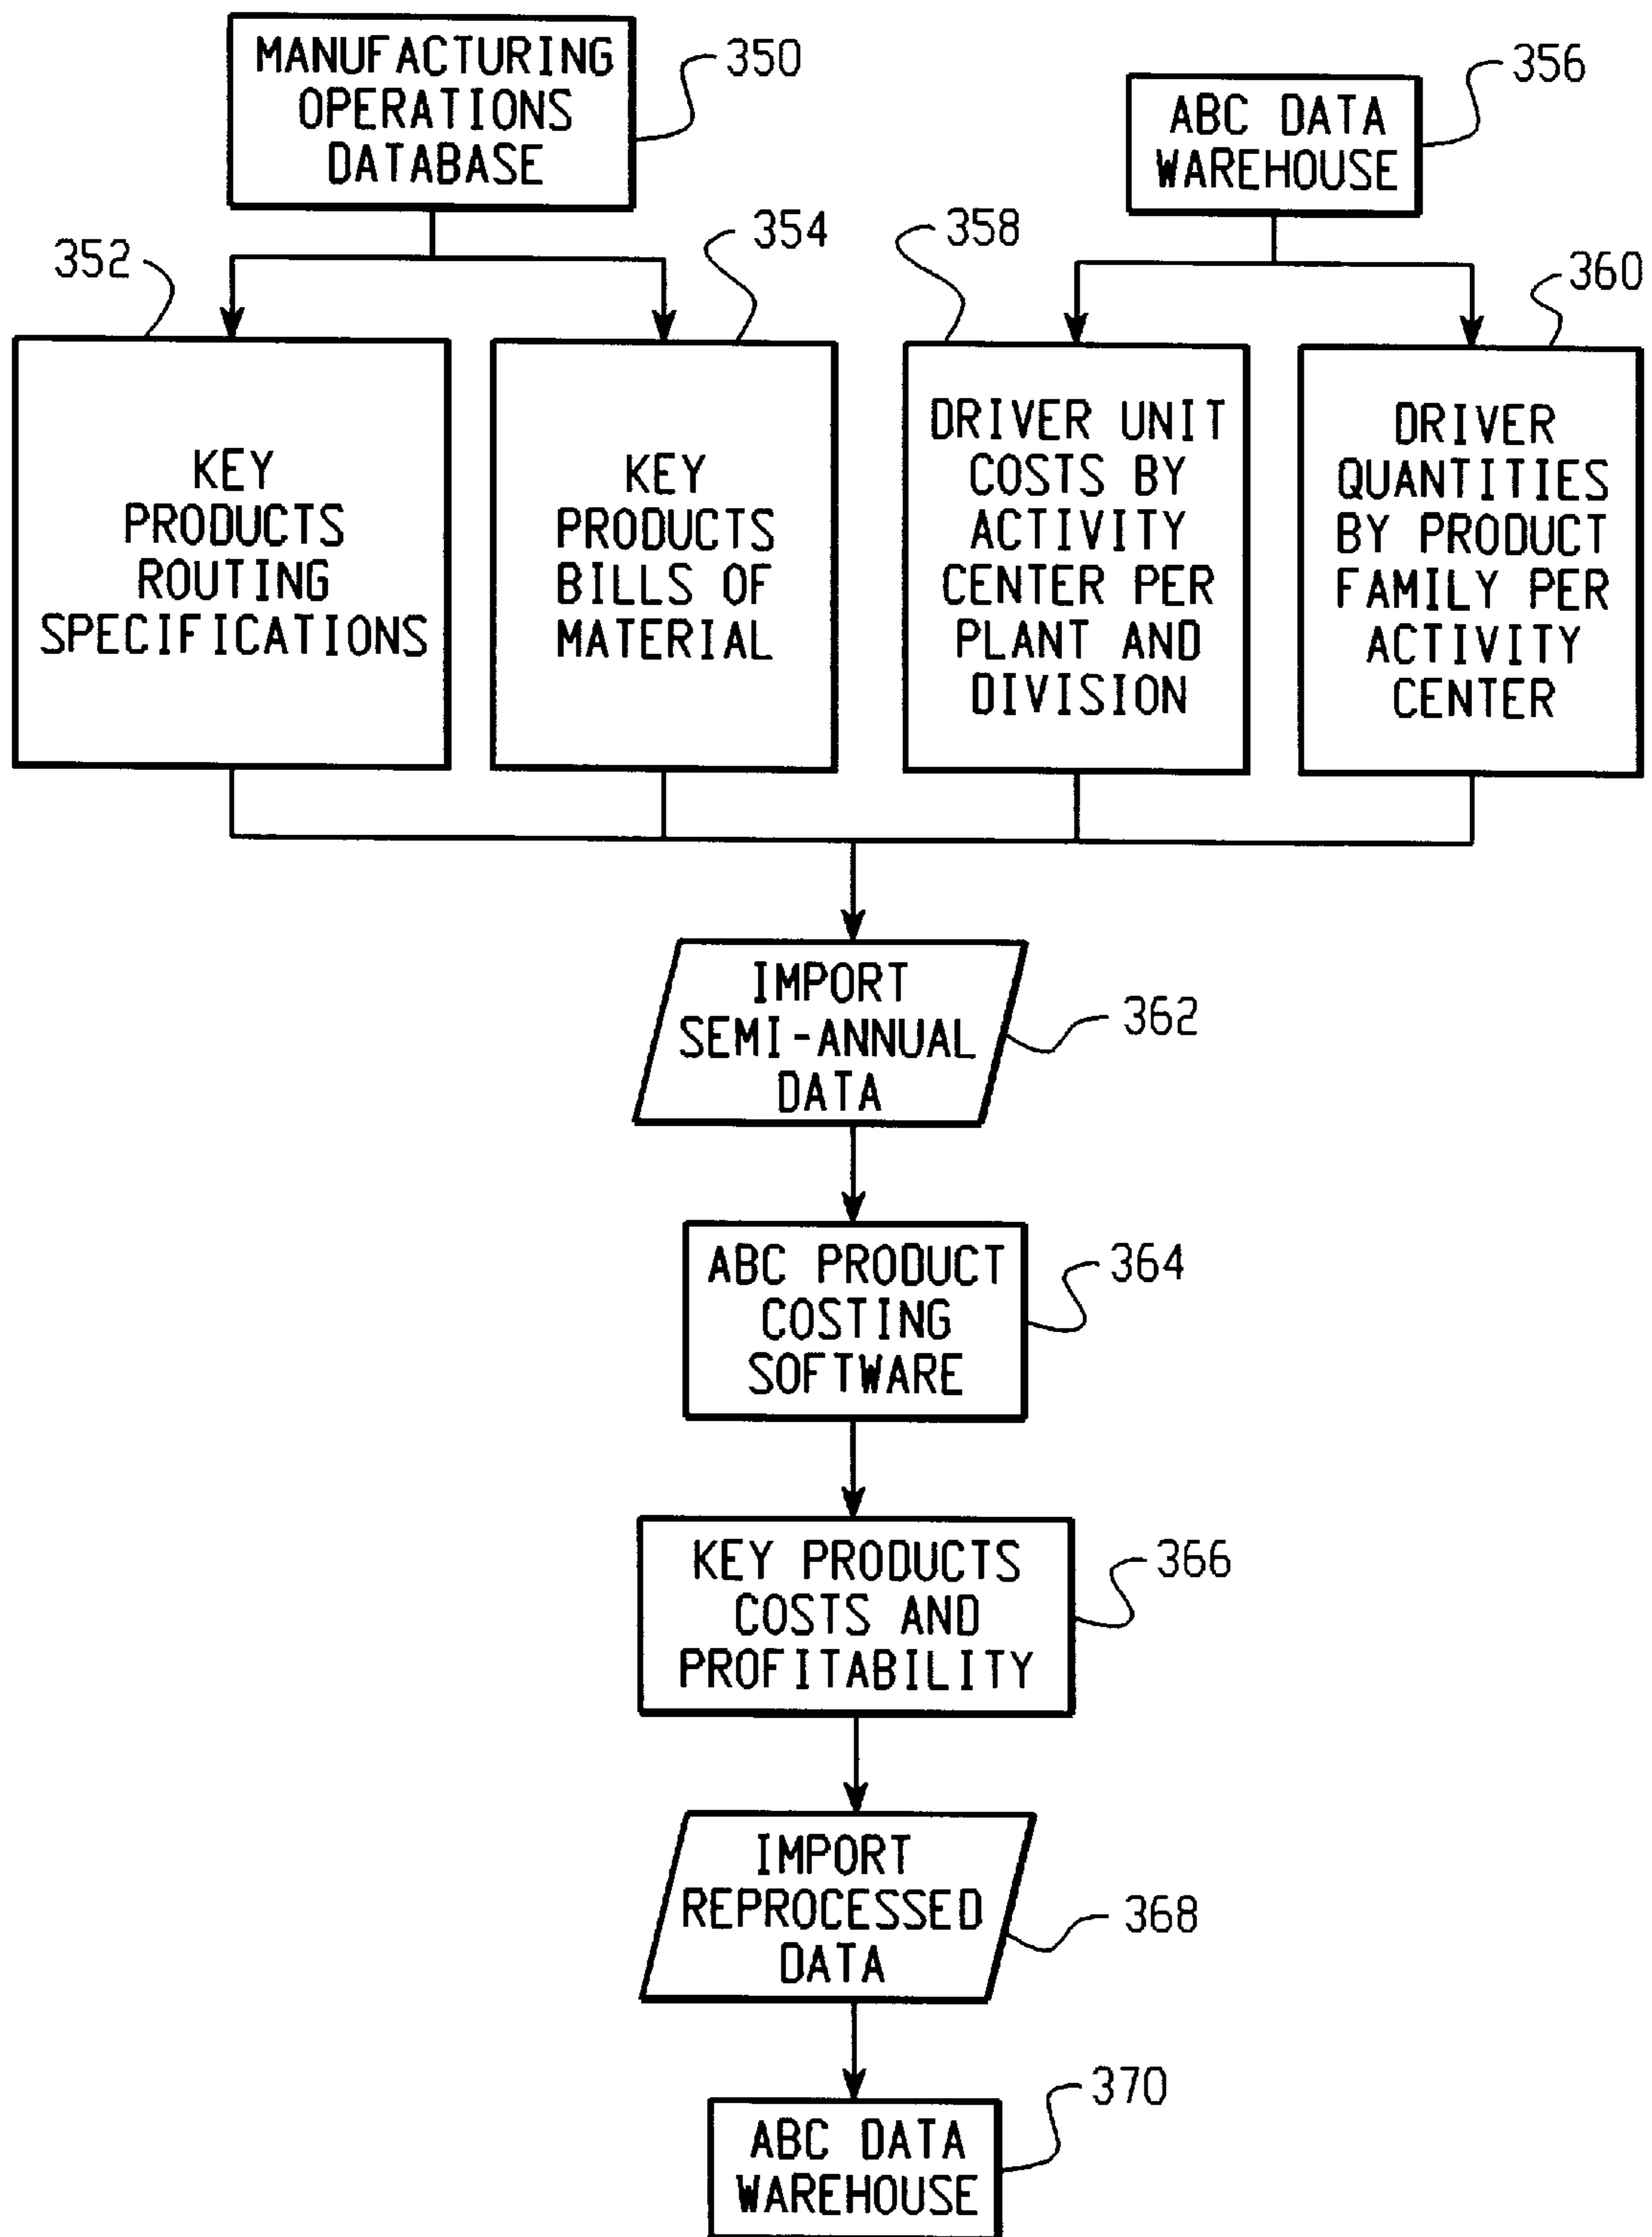 MANUFACTURING
OPERATIONS
DATABASE
350
ABC DATA
WAREHOUSE
356
352
354
358
360
KEY
PRODUCTS
ROUTING
SPECIFICATIONS
KEY
PRODUCTS
BILLS OF
MATERIAL
DRIVER UNIT
COSTS BY
ACTIVITY
CENTER PER
PLANT AND
DIVISION
DRIVER
QUANTITIES
BY PRODUCT
FAMILY PER
ACTIVITY
CENTER
IMPORT
SEMI-ANNUAL
DATA
362
ABC PRODUCT
COSTING
SOFTWARE
364
KEY PRODUCTS
COSTS AND
PROFITABILITY
366
IMPORT
REPROCESSED
DATA
368
ABC DATA
WAREHOUSE
370